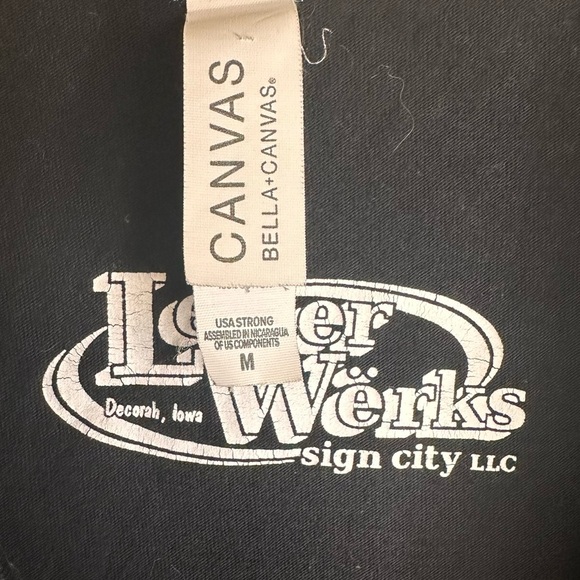 CANVAS
BELLA+CANVAS®
USA STRONG
ASSEMBLED IN NICARAGUA
OF US COMPONENTS
M
Wërks
Decorah, Iowa
sign city LLC